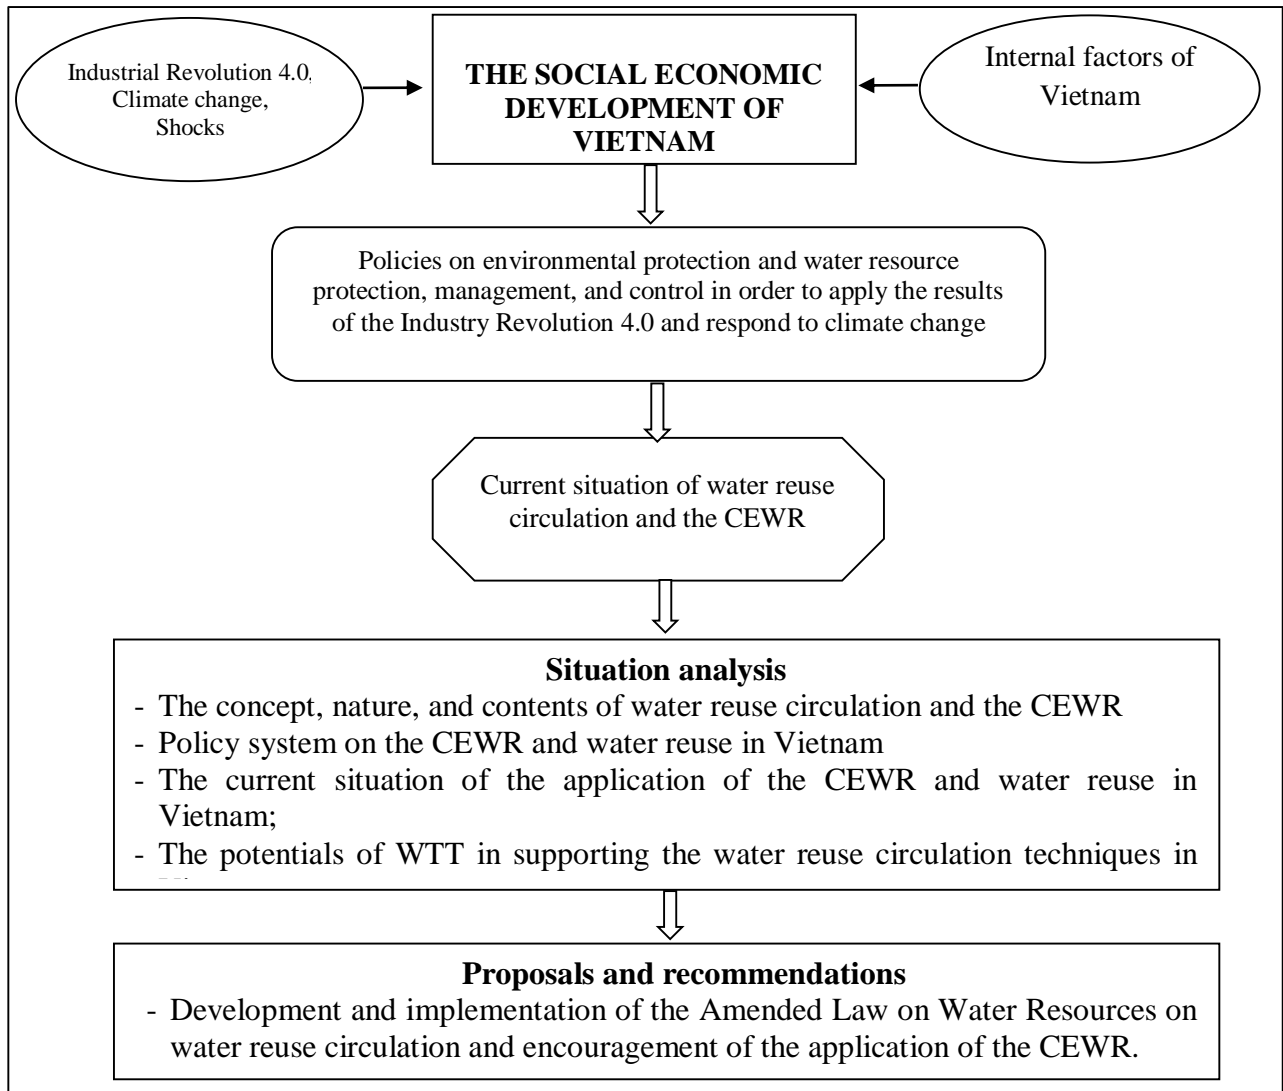 Industrial Revolution 4.0,
Climate change,
Shocks
THE SOCIAL ECONOMIC
DEVELOPMENT OF
VIETNAM
Internal factors of
Vietnam
Policies on environmental protection and water resource
protection, management, and control in order to apply the results
of the Industry Revolution 4.0 and respond to climate change
Current situation of water reuse
circulation and the CEWR
Situation analysis
- The concept, nature, and contents of water reuse circulation and the CEWR
- Policy system on the CEWR and water reuse in Vietnam
- The current situation of the application of the CEWR and water reuse in
Vietnam;
- The potentials of WTT in supporting the water reuse circulation techniques in
Proposals and recommendations
- Development and implementation of the Amended Law on Water Resources on
water reuse circulation and encouragement of the application of the CEWR.